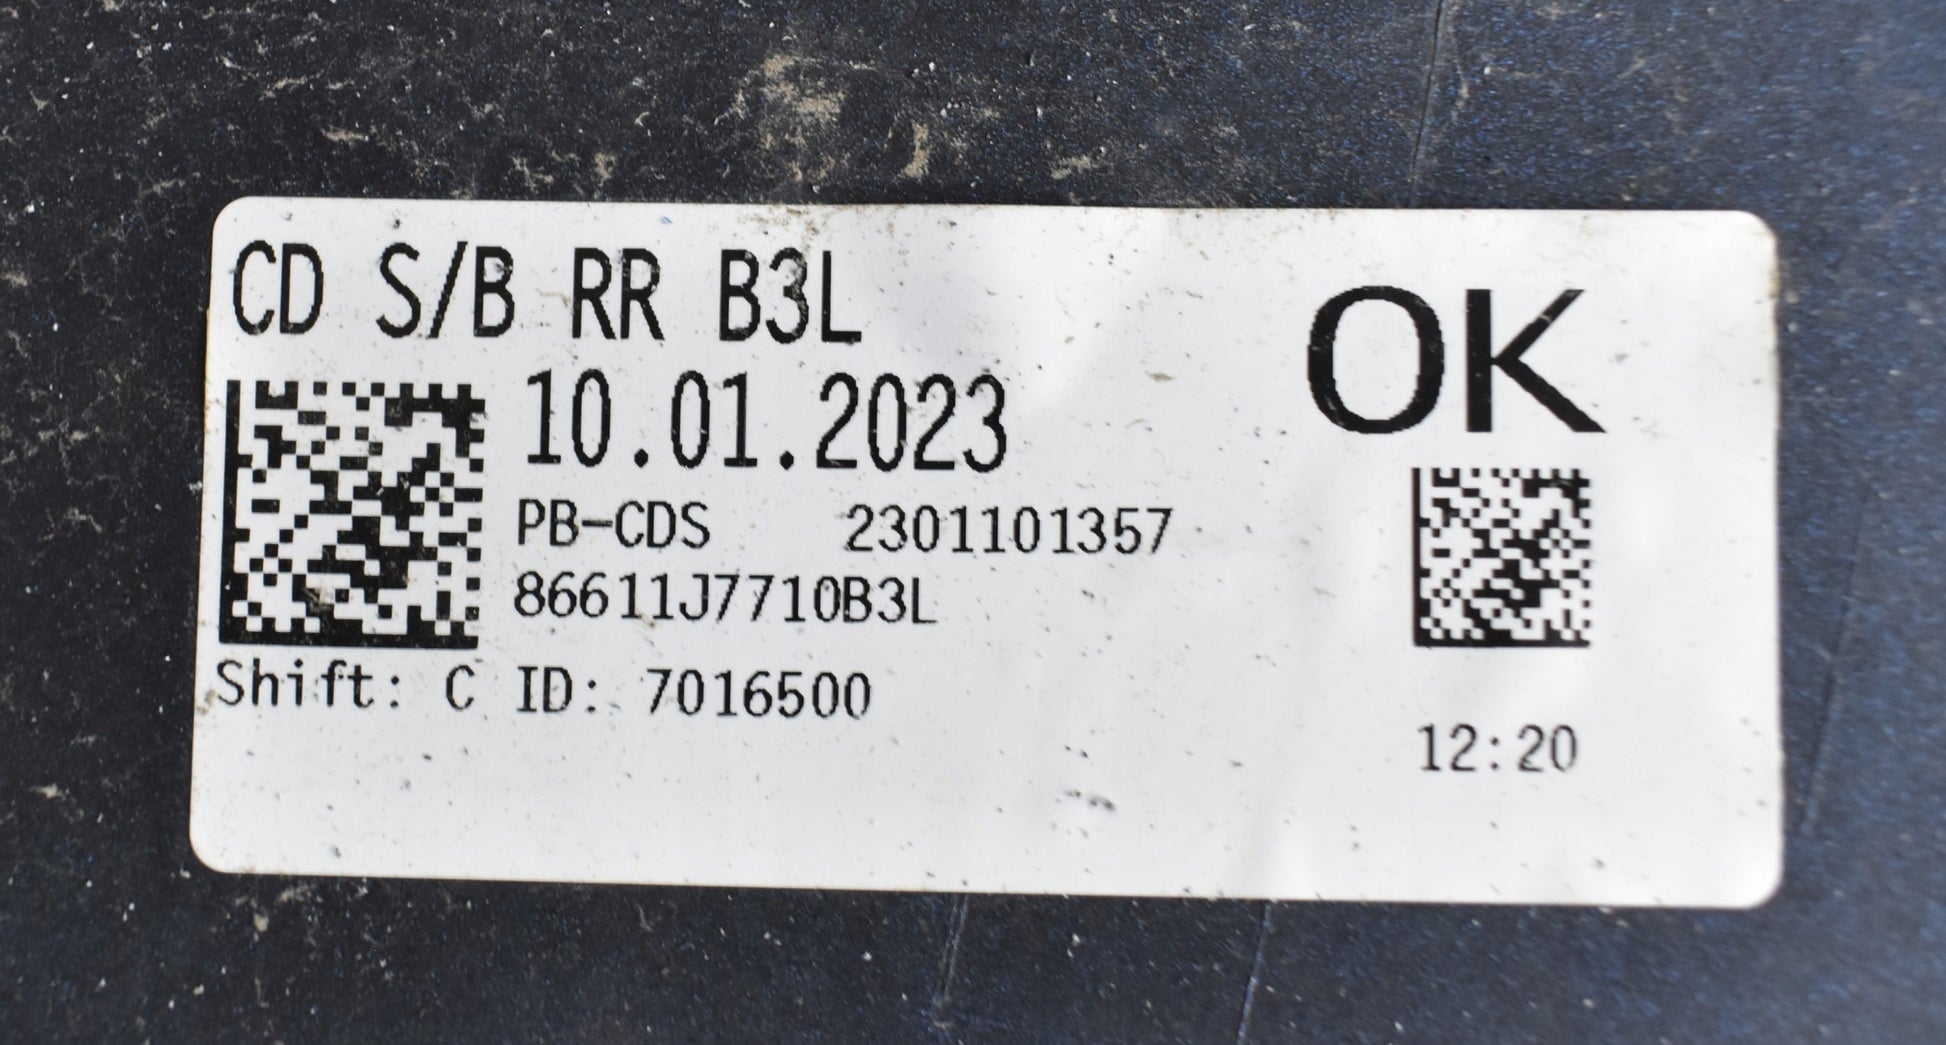 CD S/B RR B3L
10.01.2023
PB-CDS 2301101357
86611J7710B3L
Shift: C ID: 7016500
OK
12:20